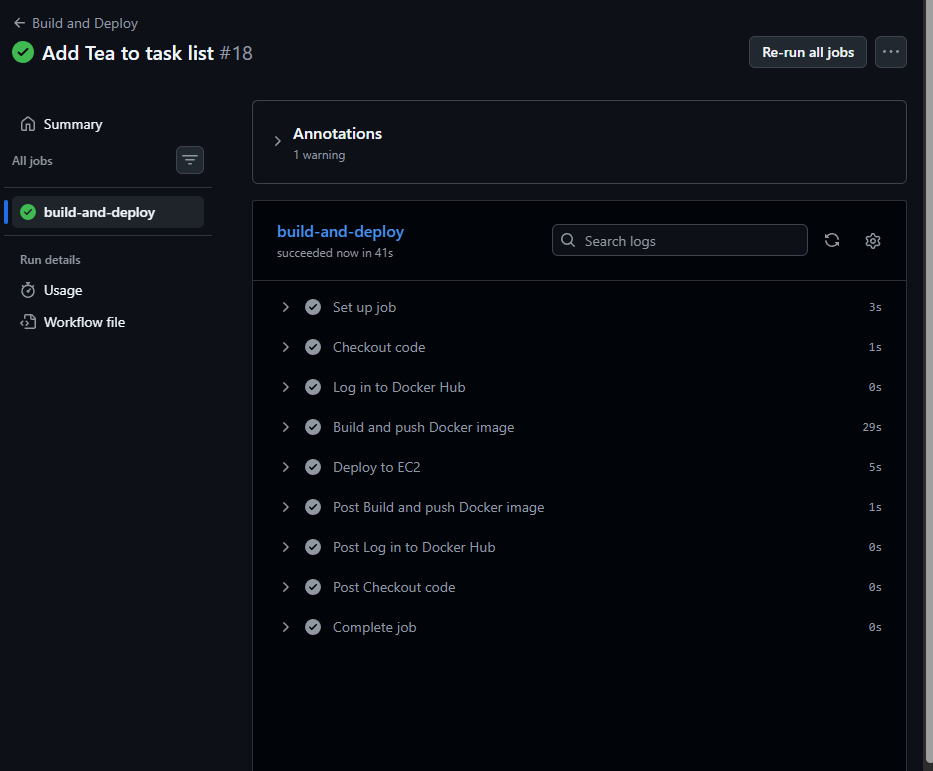 Build and Deploy
Add Tea to task list #18
Re-run all jobs
Summary
All jobs
build-and-deploy
Run details
Usage
Workflow file
Annotations
1 warning
build-and-deploy
succeeded now in 41s
Search logs
Set up job 3s
Checkout code 1s
Log in to Docker Hub 0s
Build and push Docker image 29s
Deploy to EC2 5s
Post Build and push Docker image 1s
Post Log in to Docker Hub 0s
Post Checkout code 0s
Complete job 0s